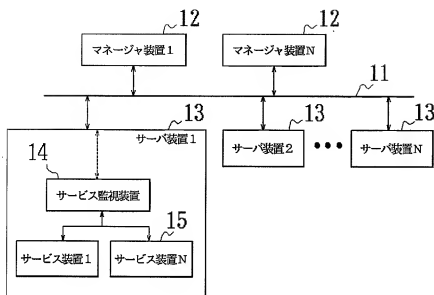 12
12
マネージャ装置1
マネージャ装置N
11
13
13
13
サーバ装置1
サーバ装置2
•••
サーバ装置N
14
サービス監視装置
15
サービス装置1
サービス装置N